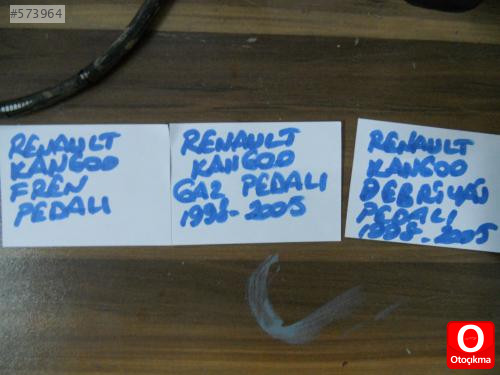 #573964
RENAULT
KANGOO
FREN
PEDALI
RENAULT
KANGOO
GAZ PEDALI
1998-2005
RENAULT
KANGOO
DEBRİYAJ
PEDALI
1998-2005
O
Otoçıkma